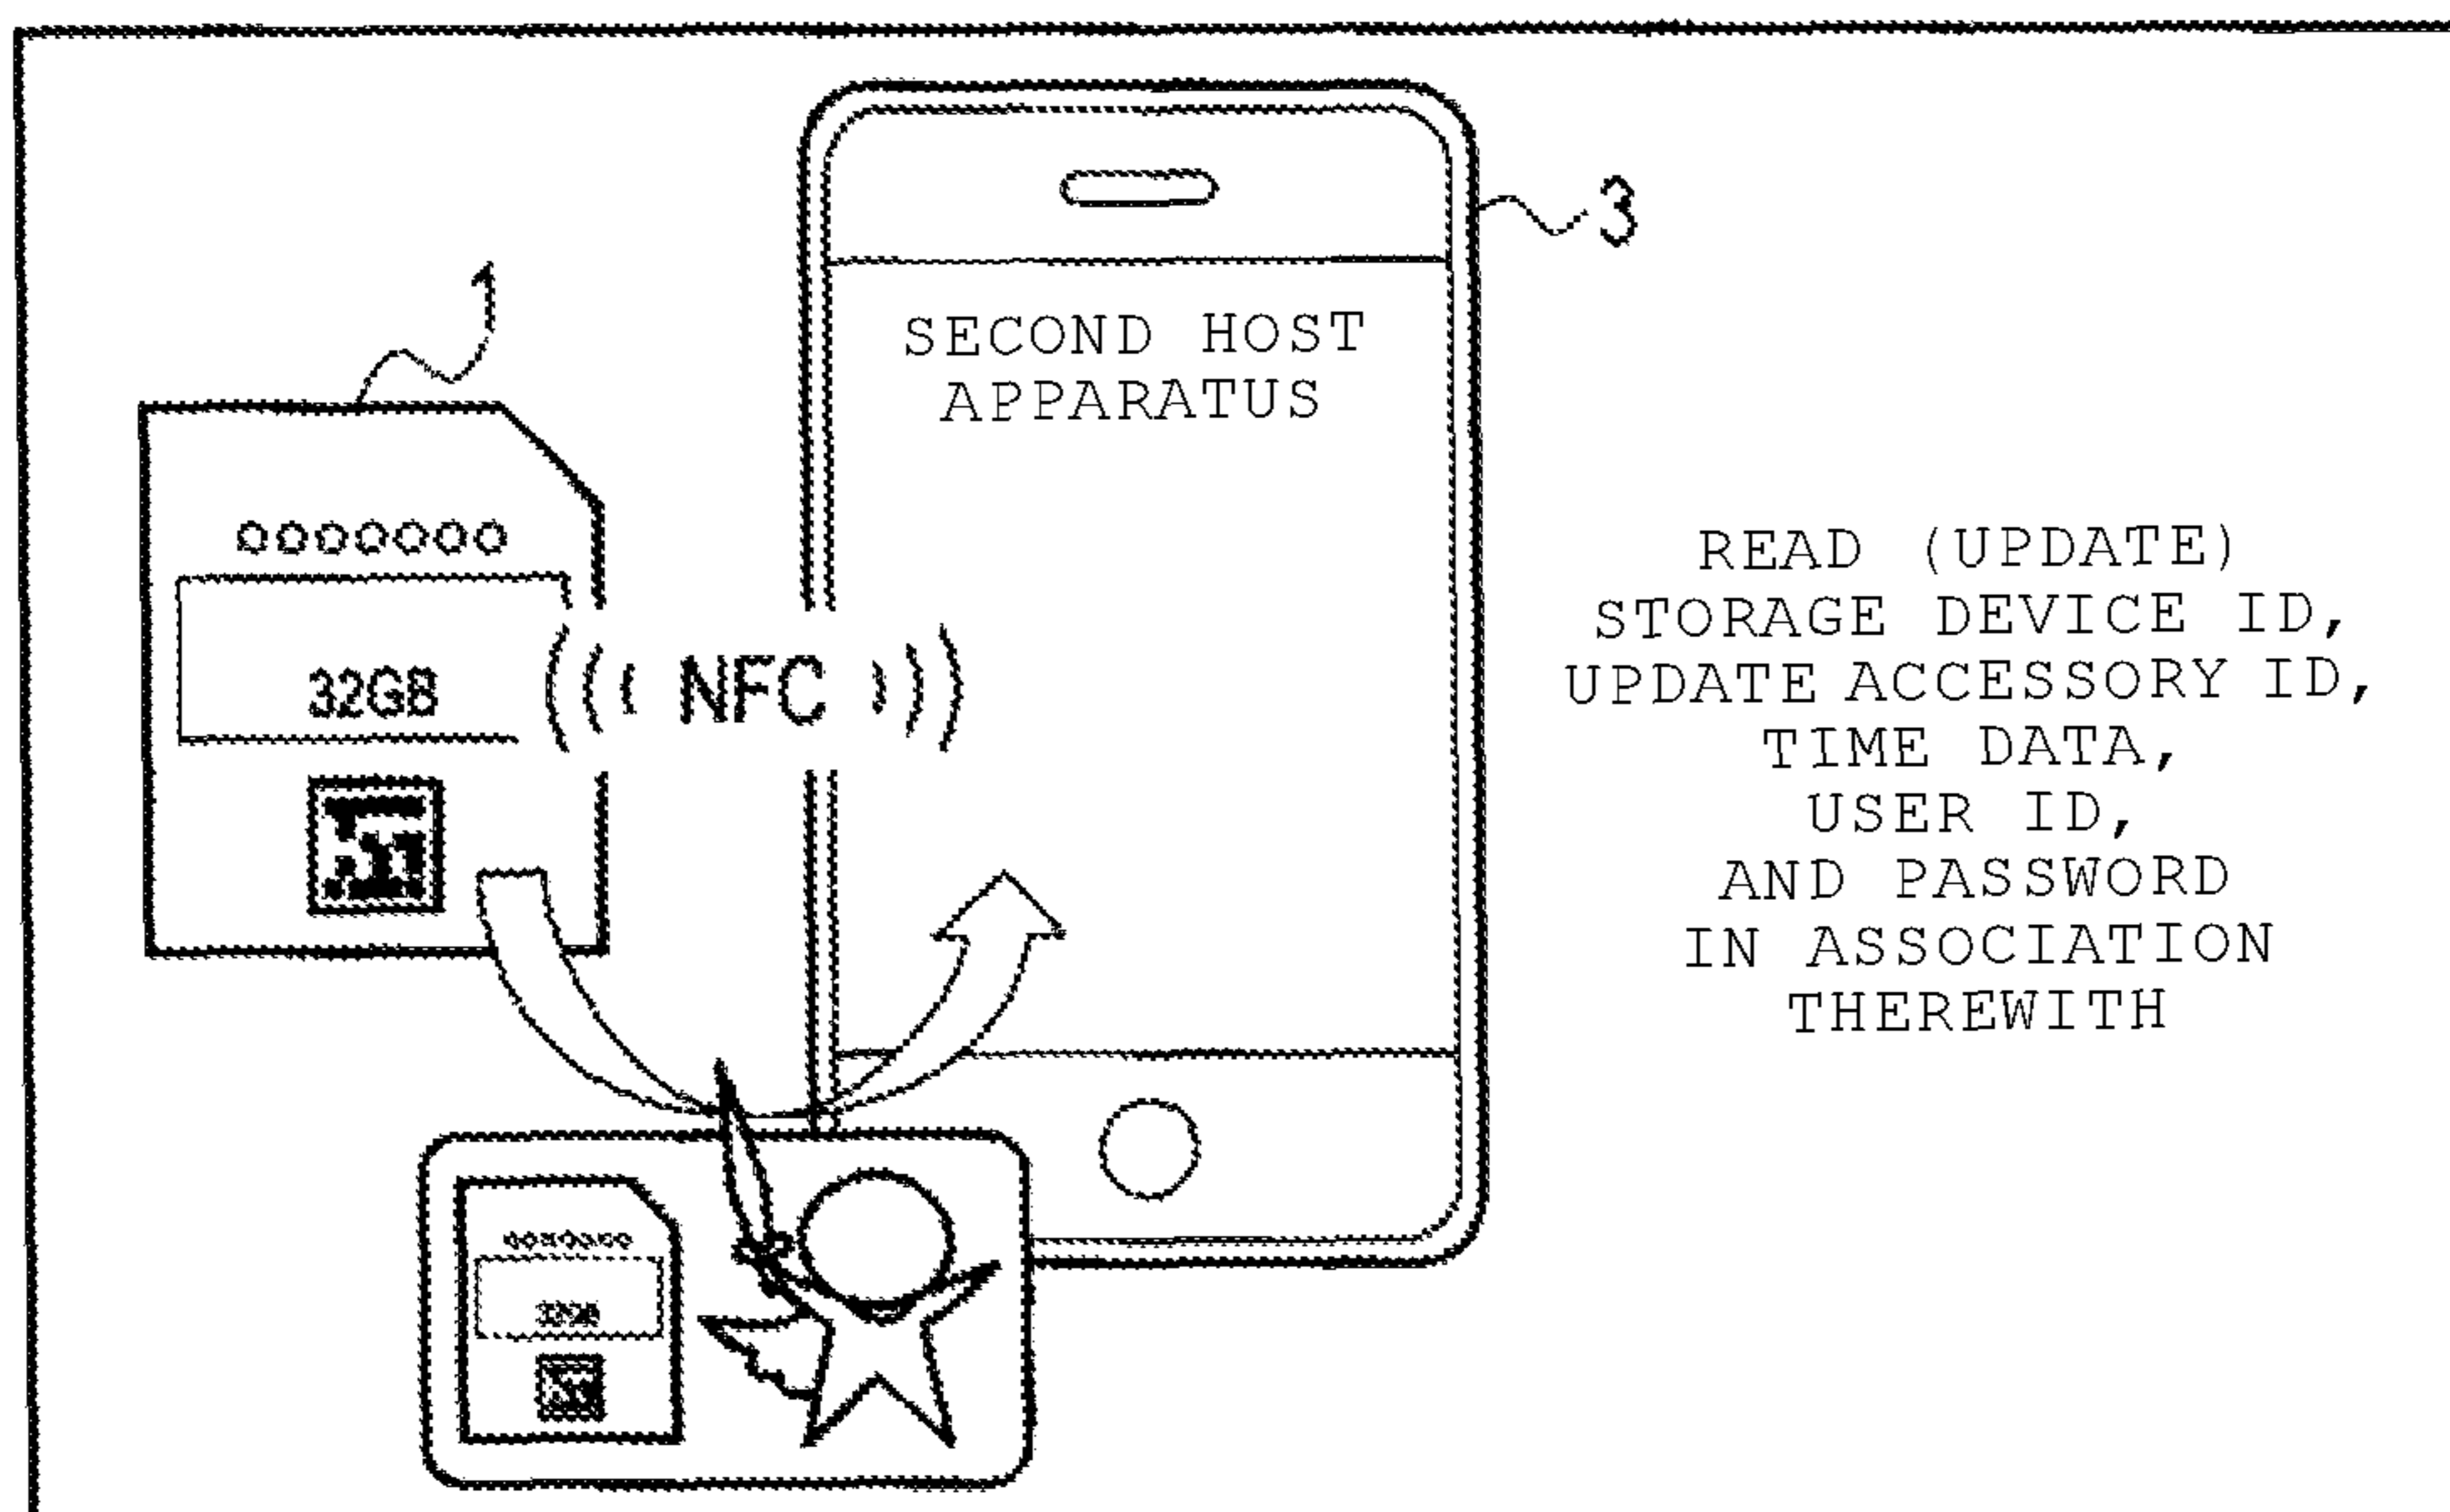 3
1
SECOND HOST
APPARATUS
32GB
NFC
READ (UPDATE)
STORAGE DEVICE ID,
UPDATE ACCESSORY ID,
TIME DATA,
USER ID,
AND PASSWORD
IN ASSOCIATION
THEREWITH